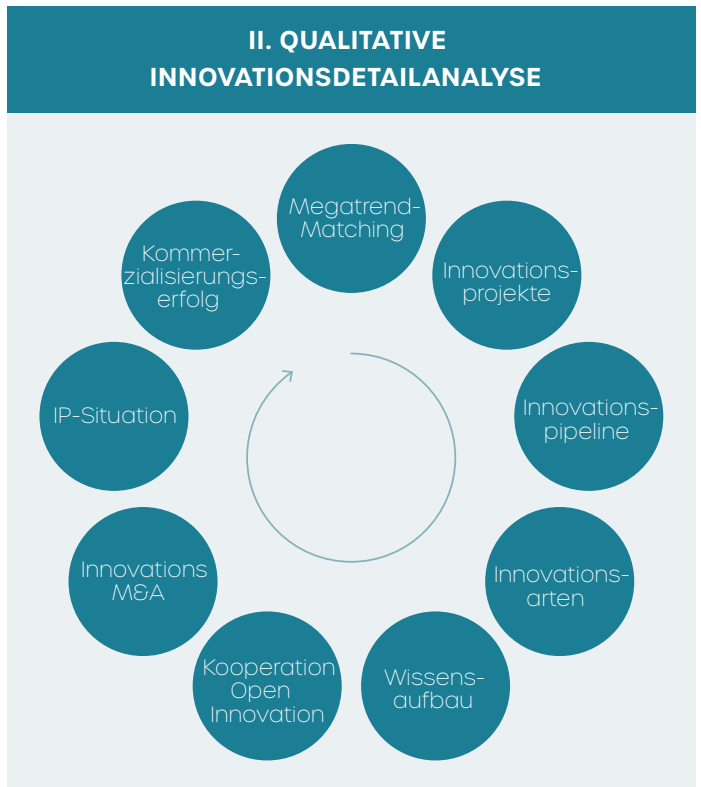 II. QUALITATIVE
INNOVATIONSDETAILANALYSE
Megatrend-
Matching
Innovations-
projekte
Innovations-
pipeline
Innovations-
arten
Wissens-
aufbau
Kooperation
Open
Innovation
Innovations
M&A
IP-Situation
Kommer-
zialisierungs-
erfolg